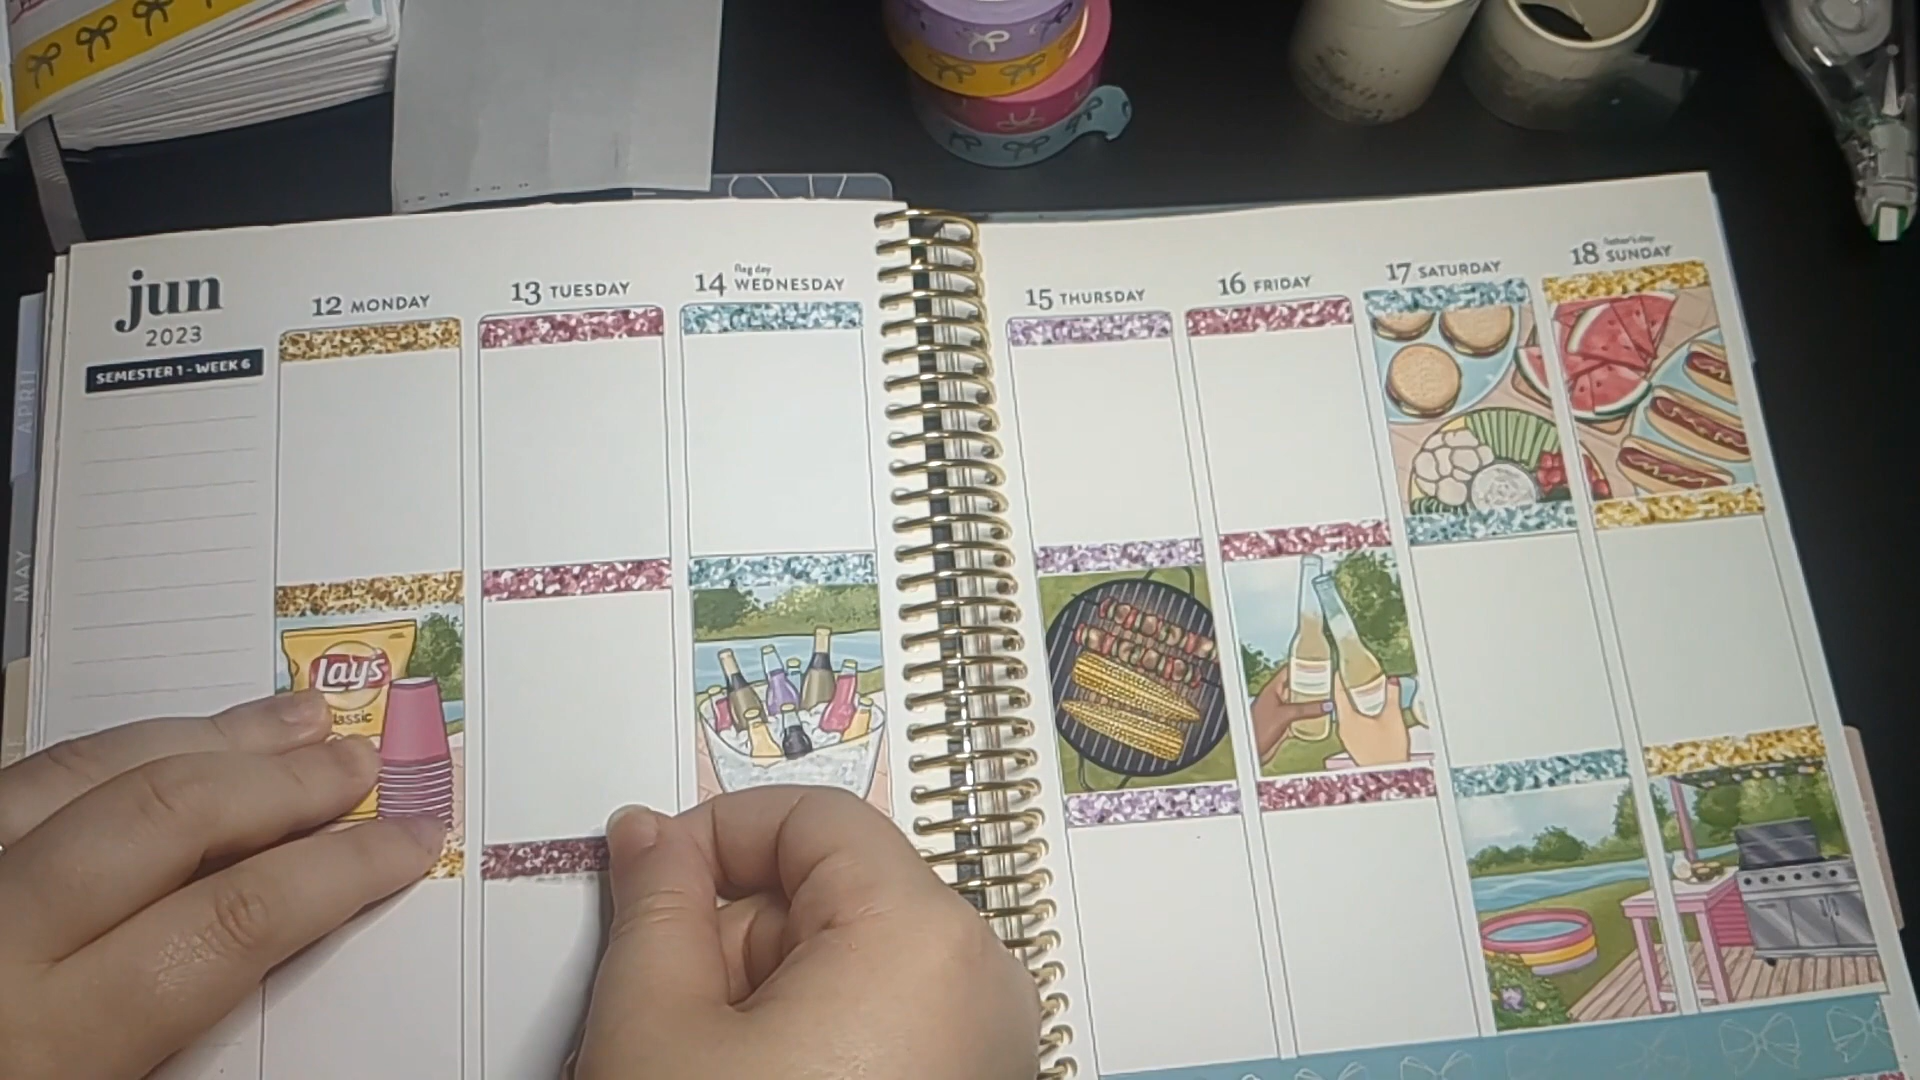 jun
2023
SEMESTER 1 - WEEK 6
12 MONDAY
13 TUESDAY
14 flag day WEDNESDAY
15 THURSDAY
16 FRIDAY
17 SATURDAY
18 father's day SUNDAY
APRIL
MAY
Lay's